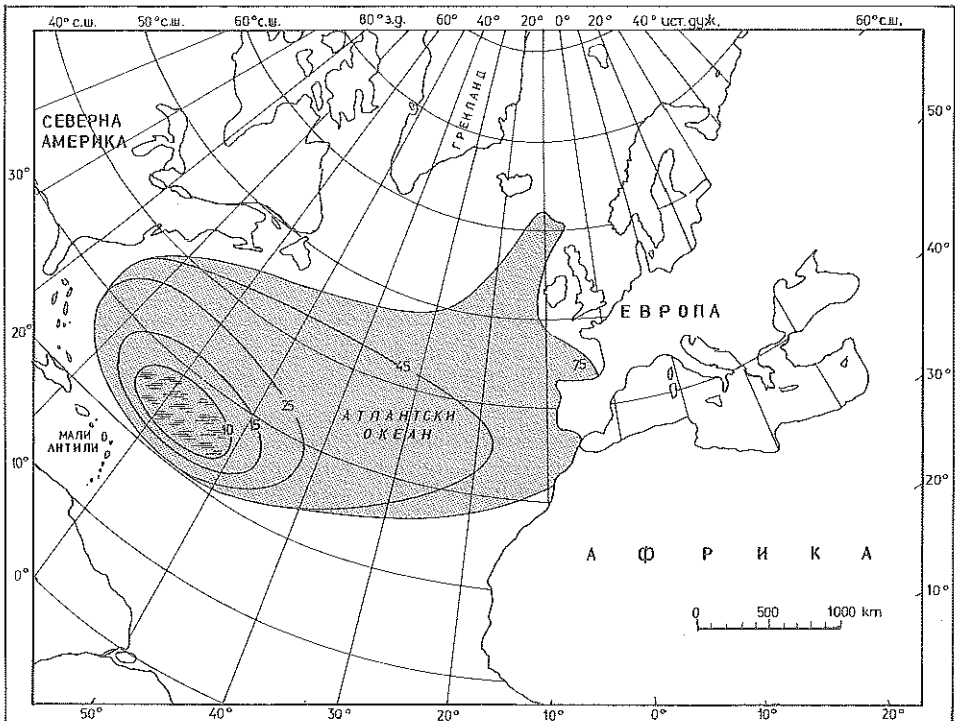 40° с.ш. 50° с.ш. 60° с.ш. 80° з.д. 60° 40° 20° 0° 20° 40° ист. дуж. 60° с.ш.
50°
СЕВЕРНА
АМЕРИКА
ГРЕНЛАНД
30°
40°
20°
ЕВРОПА
30°
45
75
25
АТЛАНТСКИ
ОКЕАН
15
10
МАЛИ
АНТИЛИ
10°
20°
А Ф Р И К А
0°
10°
0 500 1000 km
50° 40° 30° 20° 10° 0° 10° 20°